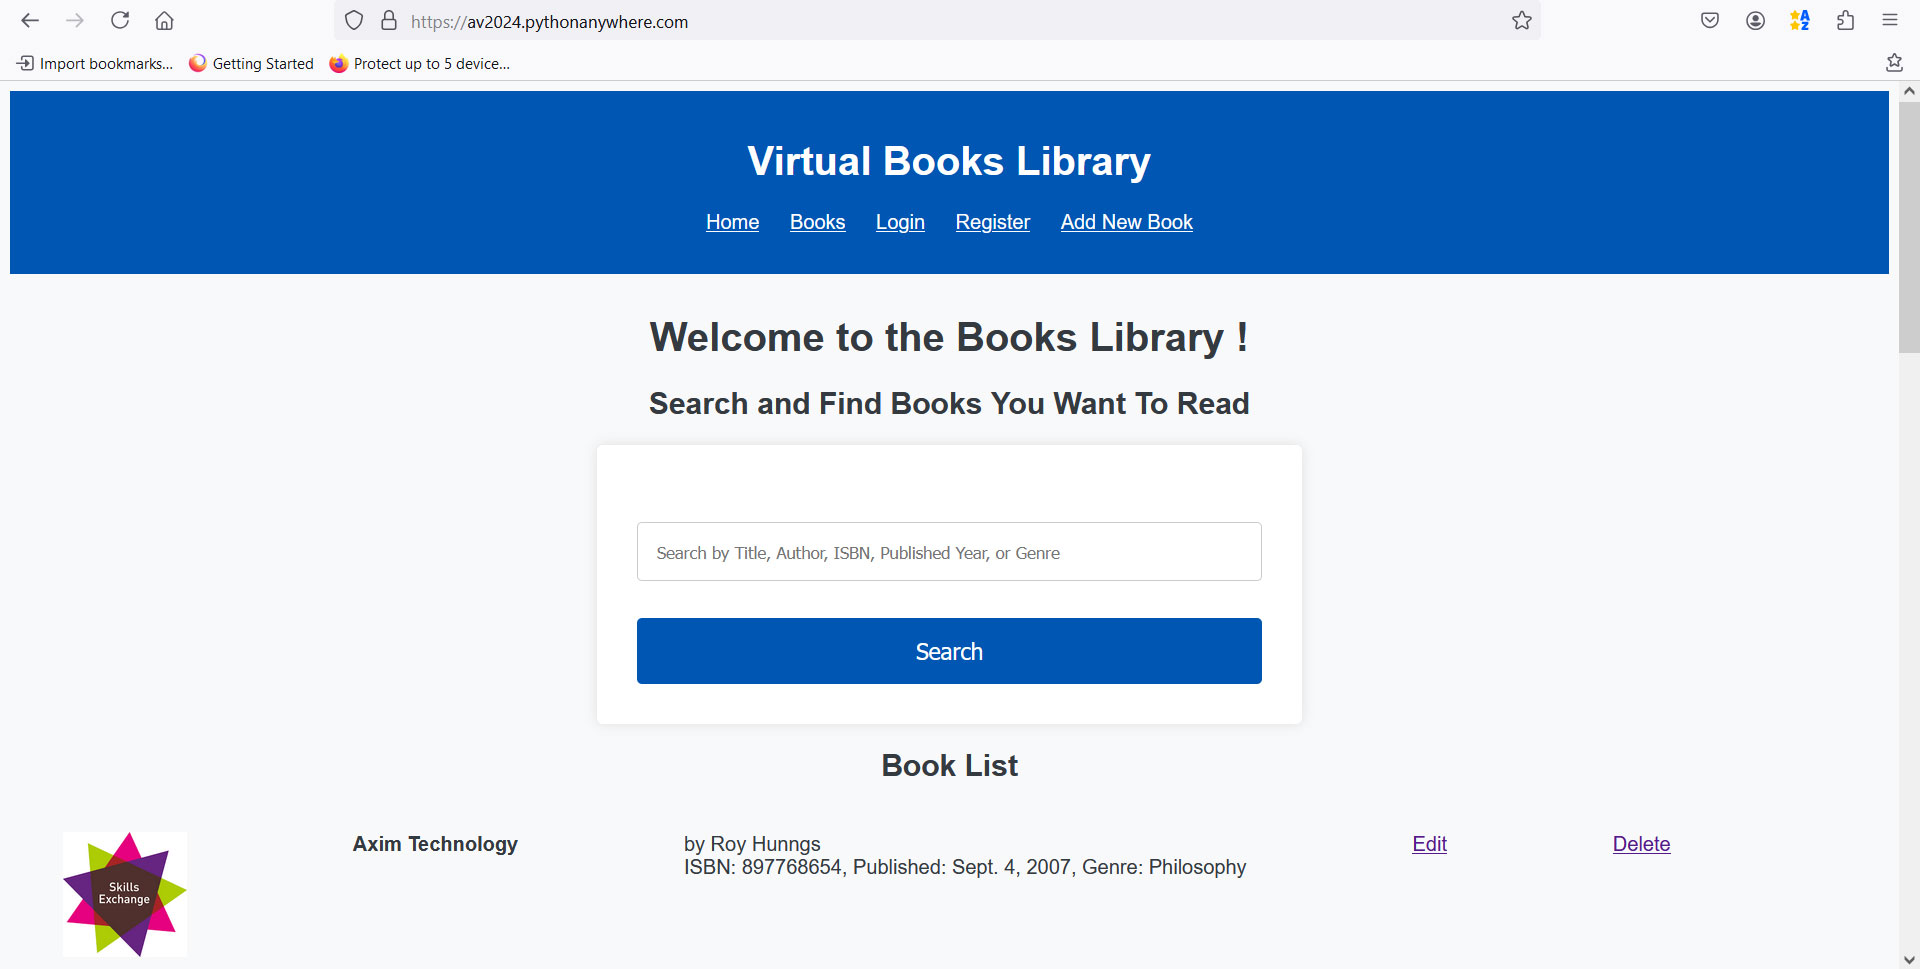 https://av2024.pythonanywhere.com
Import bookmarks... Getting Started Protect up to 5 device...
Virtual Books Library
Home Books Login Register Add New Book
Welcome to the Books Library !
Search and Find Books You Want To Read
Search by Title, Author, ISBN, Published Year, or Genre
Search
Book List
Skills
Exchange
Axim Technology
by Roy Hunngs
ISBN: 897768654, Published: Sept. 4, 2007, Genre: Philosophy
Edit
Delete